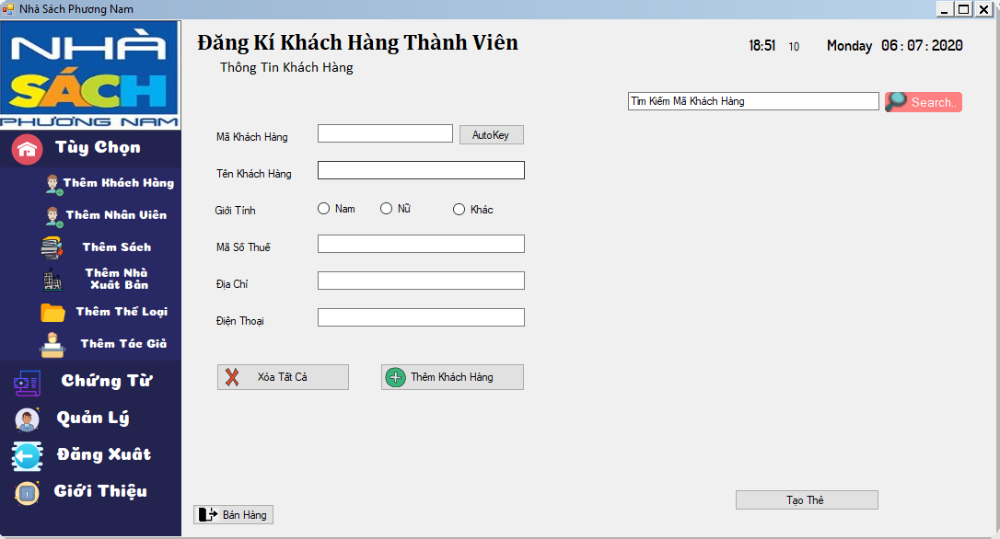 Nhà Sách Phương Nam
NHÀ
SÁCH
PHƯƠNG NAM
Tùy Chọn
Thêm Khách Hàng
Thêm Nhân Viên
Thêm Sách
Thêm Nhà
Xuất Bản
Thêm Thể Loại
Thêm Tác Giả
Chứng Từ
Quản Lý
Đăng Xuất
Giới Thiệu
Đăng Kí Khách Hàng Thành Viên
Thông Tin Khách Hàng
18:51 10 Monday 06:07:2020
Tìm Kiếm Mã Khách Hàng
Search..
Mã Khách Hàng
AutoKey
Tên Khách Hàng
Giới Tính
Nam
Nữ
Khác
Mã Số Thuế
Địa Chỉ
Điện Thoại
Xóa Tất Cả
Thêm Khách Hàng
Tạo Thẻ
Bán Hàng